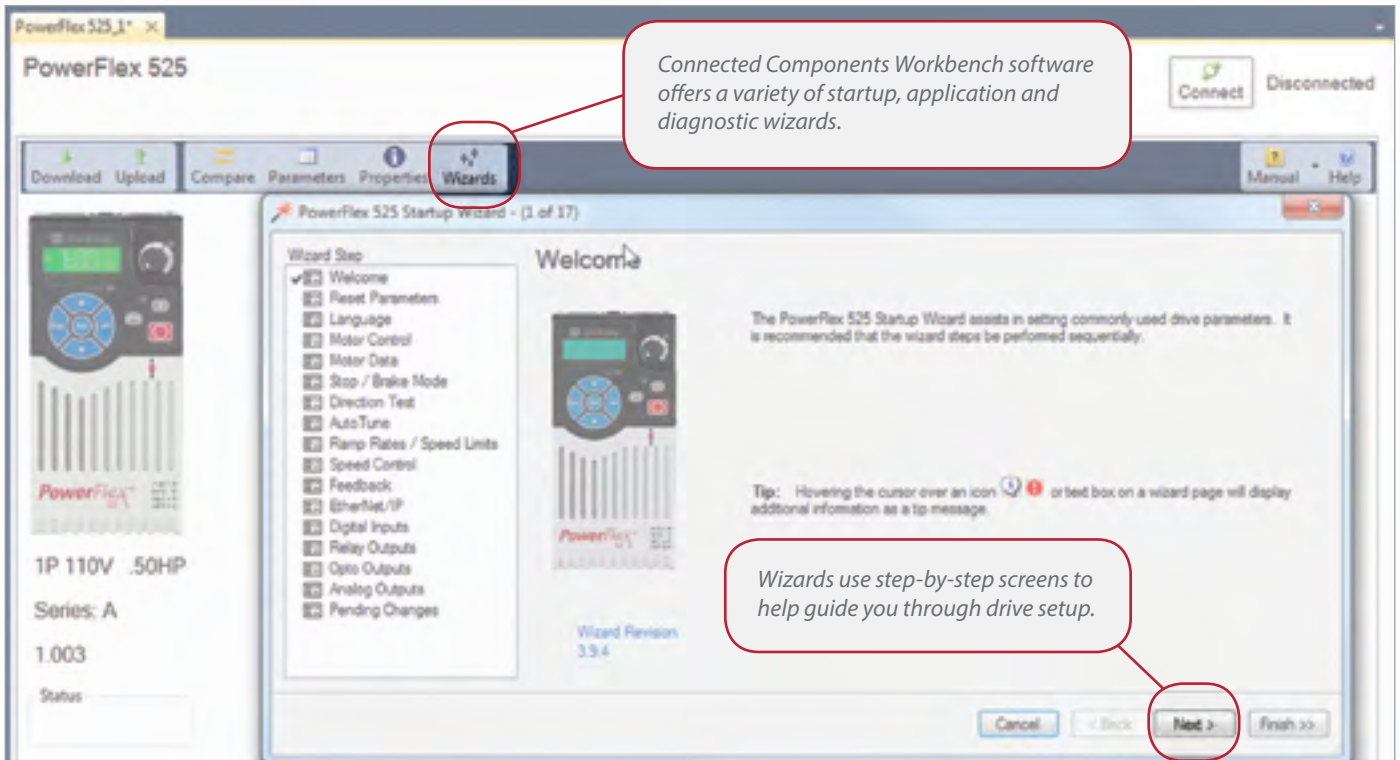 PowerFlex 525_1* ×
PowerFlex 525
Connected Components Workbench software
offers a variety of startup, application and
diagnostic wizards.
Connect Disconnected
Download Upload Compare Parameters Properties Wizards Manual Help
PowerFlex 525 Startup Wizard - (1 of 17)
Wizard Step
Welcome
Reset Parameters
Language
Motor Control
Motor Data
Stop / Brake Mode
Direction Test
AutoTune
Ramp Rates / Speed Limits
Speed Control
Feedback
EtherNet/IP
Digital Inputs
Relay Outputs
Opto Outputs
Analog Outputs
Pending Changes
Welcome
The PowerFlex 525 Startup Wizard assists in setting commonly used drive parameters. It
is recommended that the wizard steps be performed sequentially.
Tip: Hovering the cursor over an icon or text box on a wizard page will display
additional information as a tip message.
PowerFlex
PowerFlex
1P 110V .50HP
Series: A
1.003
Status
Wizard Revision
3.9.4
Wizards use step-by-step screens to
help guide you through drive setup.
Cancel < Back Next > Finish >>